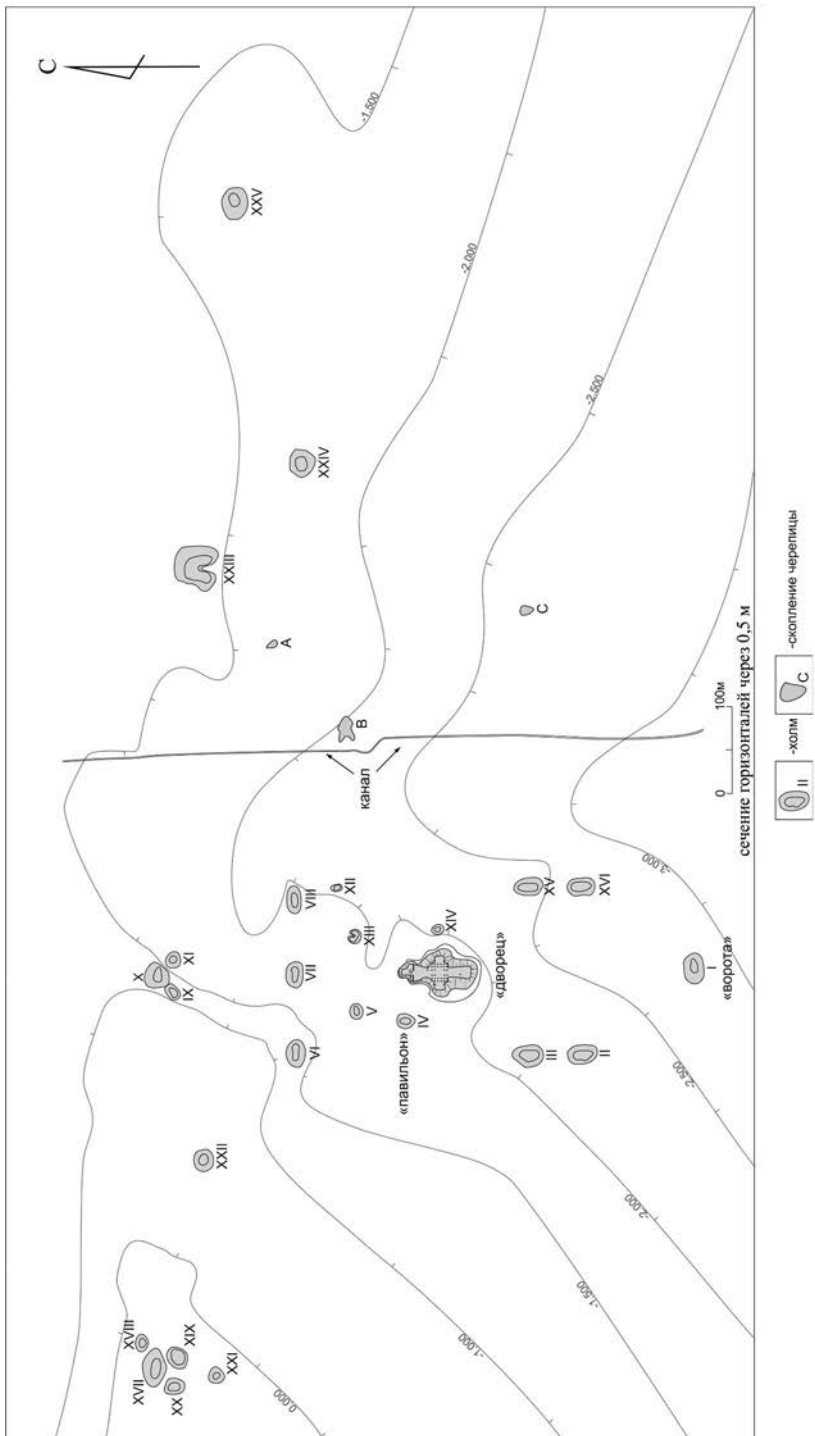 С
-1.500
XXV
-2.000
XXIV
XXIII
-2.500
A
C
B
канал
сечение горизонталей через 0,5 м
0
100м
-3.000
VIII
XII
XV
XVI
XIII
XIV
XI
X
IX
VII
«дворец»
I
«ворота»
V
IV
«павильон»
VI
III
II
-2.500
XXII
-2.000
-1.500
-1.000
XVIII
XVII
XIX
XX
XXI
0.000
II
-холм
C
-скопление черепицы